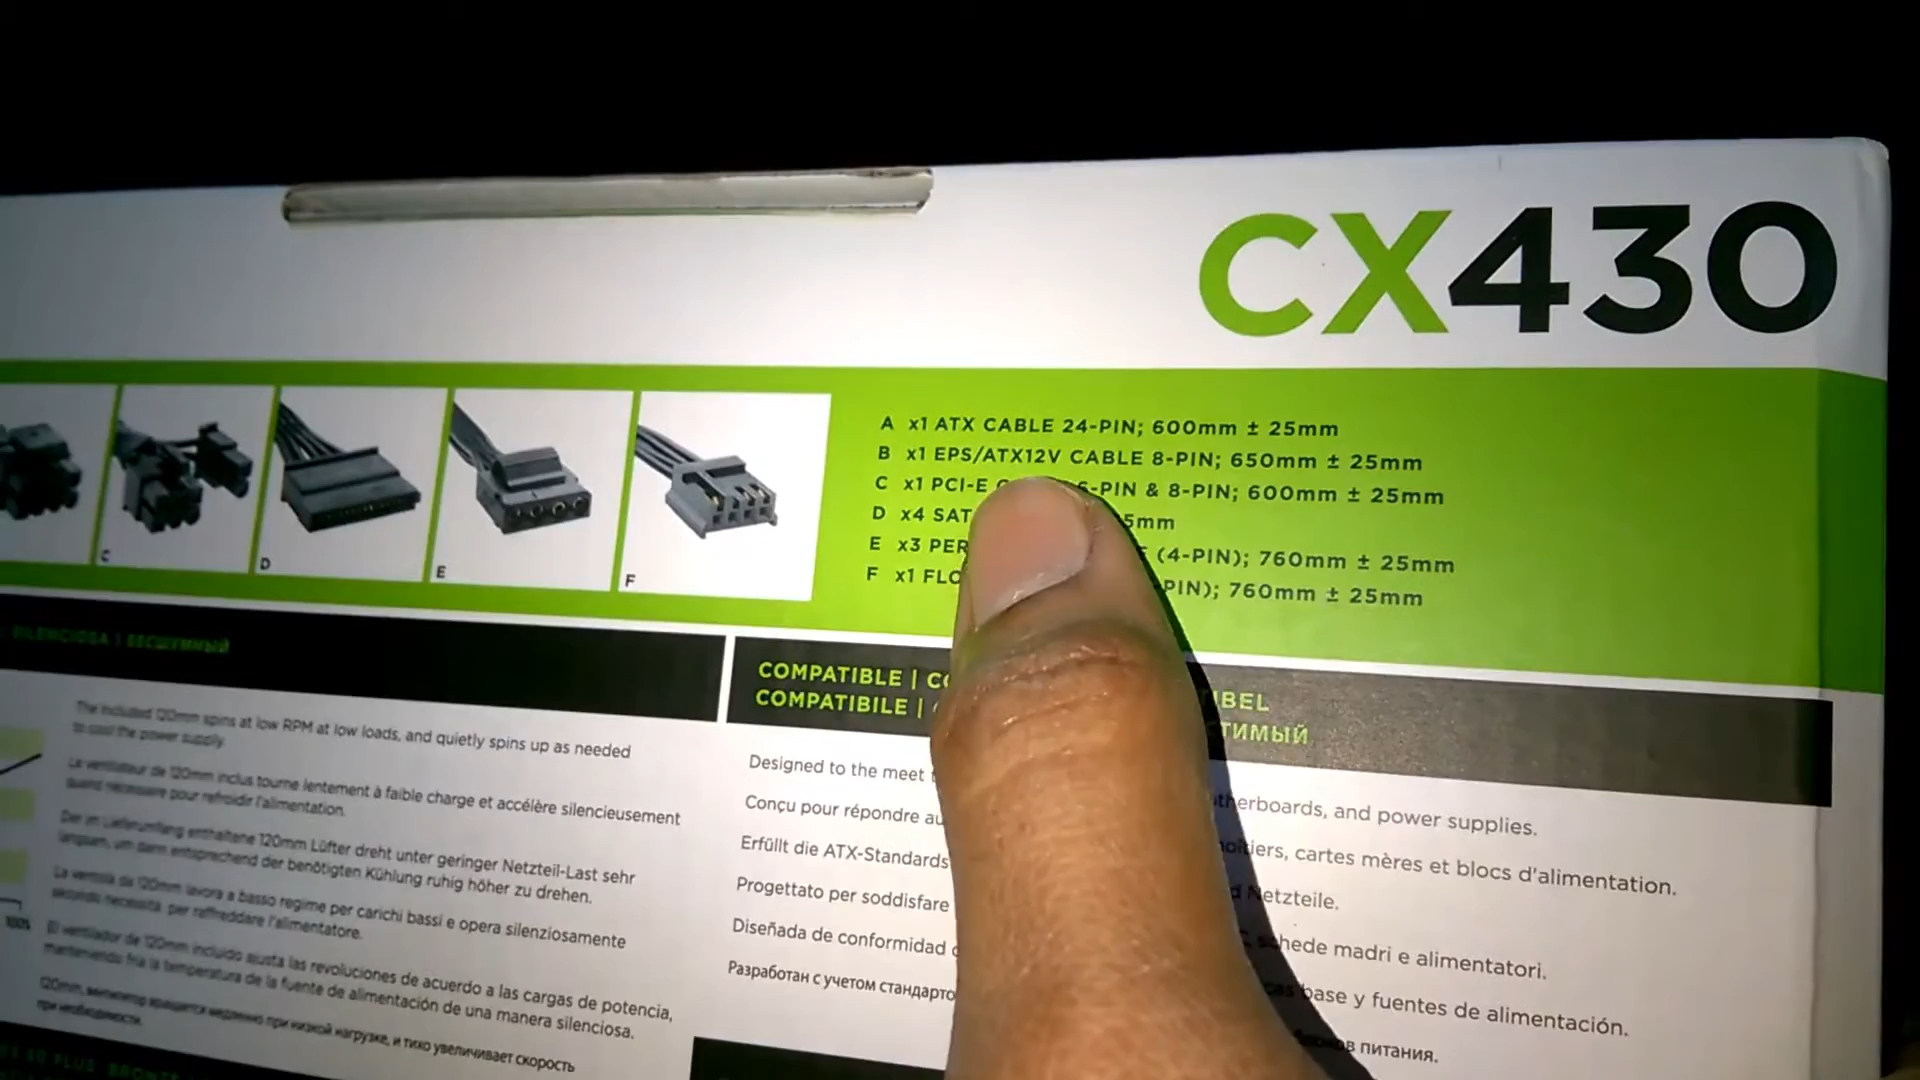 CX430
A x1 ATX CABLE 24-PIN; 600mm ± 25mm
B x1 EPS/ATX12V CABLE 8-PIN; 650mm ± 25mm
C x1 PCI-E 6-PIN & 8-PIN; 600mm ± 25mm
D x4 SAT 5mm
E x3 PER (4-PIN); 760mm ± 25mm
F x1 FLO PIN); 760mm ± 25mm
C
D
E
F
SILENCIOSA | БЕСШУМНЫЙ
The included 120mm spins at low RPM at low loads, and quietly spins up as needed
to cool the power supply.
Le ventilateur de 120mm inclus tourne lentement à faible charge et accélère silencieusement
quand nécessaire pour refroidir l'alimentation.
Der im Lieferumfang enthaltene 120mm Lüfter dreht unter geringer Netzteil-Last sehr
langsam, um dann entsprechend der benötigten Kühlung ruhig höher zu drehen.
La ventola da 120mm lavora a basso regime per carichi bassi e opera silenziosamente
secondo necessità per raffreddare l'alimentatore.
El ventilador de 120mm incluido ajusta las revoluciones de acuerdo a las cargas de potencia,
manteniendo fría la temperatura de la fuente de alimentación de una manera silenciosa.
120mm, вентилятор вращается медленно при низкой нагрузке, и тихо увеличивает скорость
при необходимости.
100%
80 PLUS BRONZE
COMPATIBLE | CO IBEL
COMPATIBILE | ТИМЫЙ
Designed to the meet therboards, and power supplies.
Conçu pour répondre au oîtiers, cartes mères et blocs d'alimentation.
Erfüllt die ATX-Standards d Netzteile.
Progettato per soddisfare schede madri e alimentatori.
Diseñada de conformidad base y fuentes de alimentación.
Разработан с учетом стандарто питания.